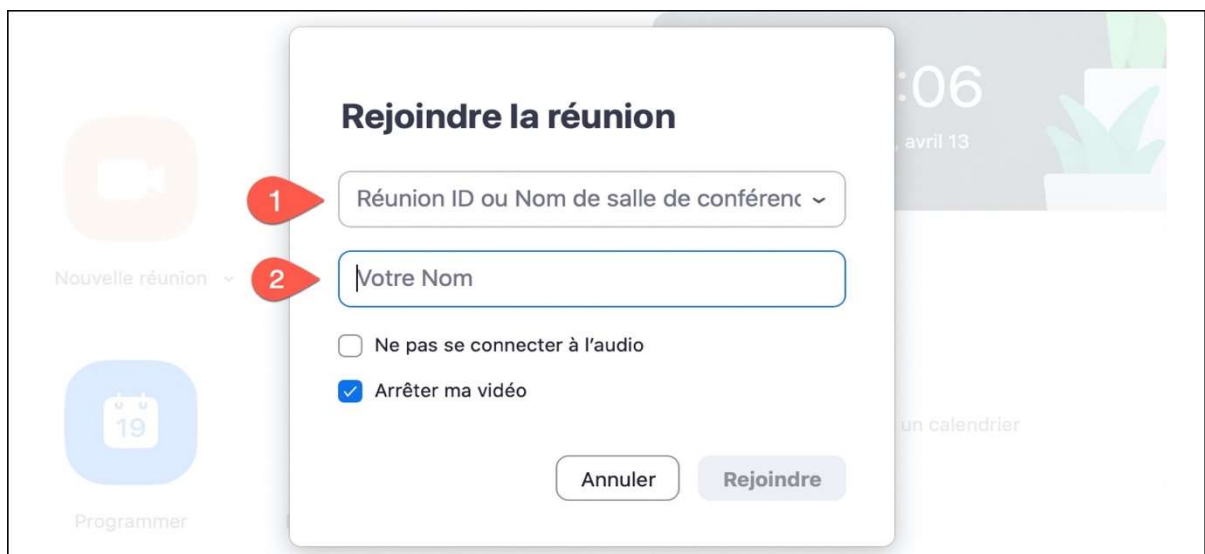 :06
avril 13
Rejoindre la réunion
1
Réunion ID ou Nom de salle de conférenc
Nouvelle réunion
2
Votre Nom
Ne pas se connecter à l'audio
Arrêter ma vidéo
19
un calendrier
Annuler
Rejoindre
Programmer